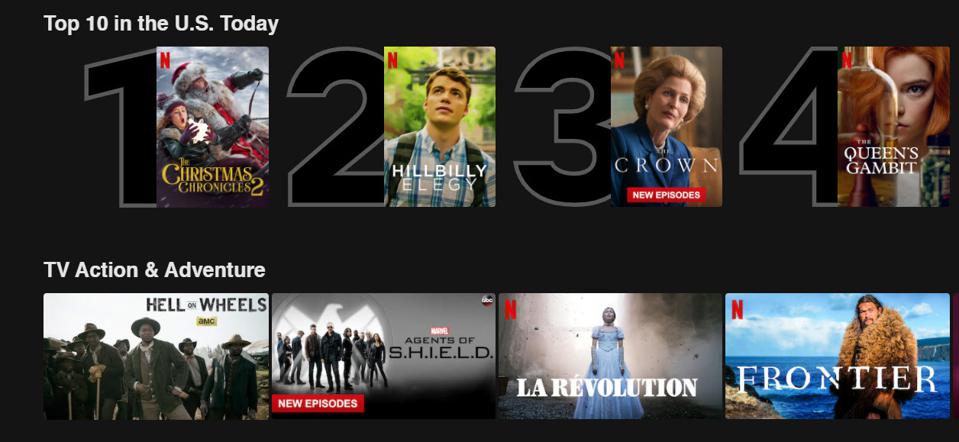 Top 10 in the U.S. Today
1
N
THE
CHRISTMAS
CHRONICLES 2
2
N
HILLBILLY
ELEGY
3
N
THE
CROWN
NEW EPISODES
4
N
THE
QUEEN'S
GAMBIT
TV Action & Adventure
HELL ON WHEELS
amc
abc
MARVEL
AGENTS OF
S.H.I.E.L.D.
NEW EPISODES
N
LA RÉVOLUTION
N
FRONTIER